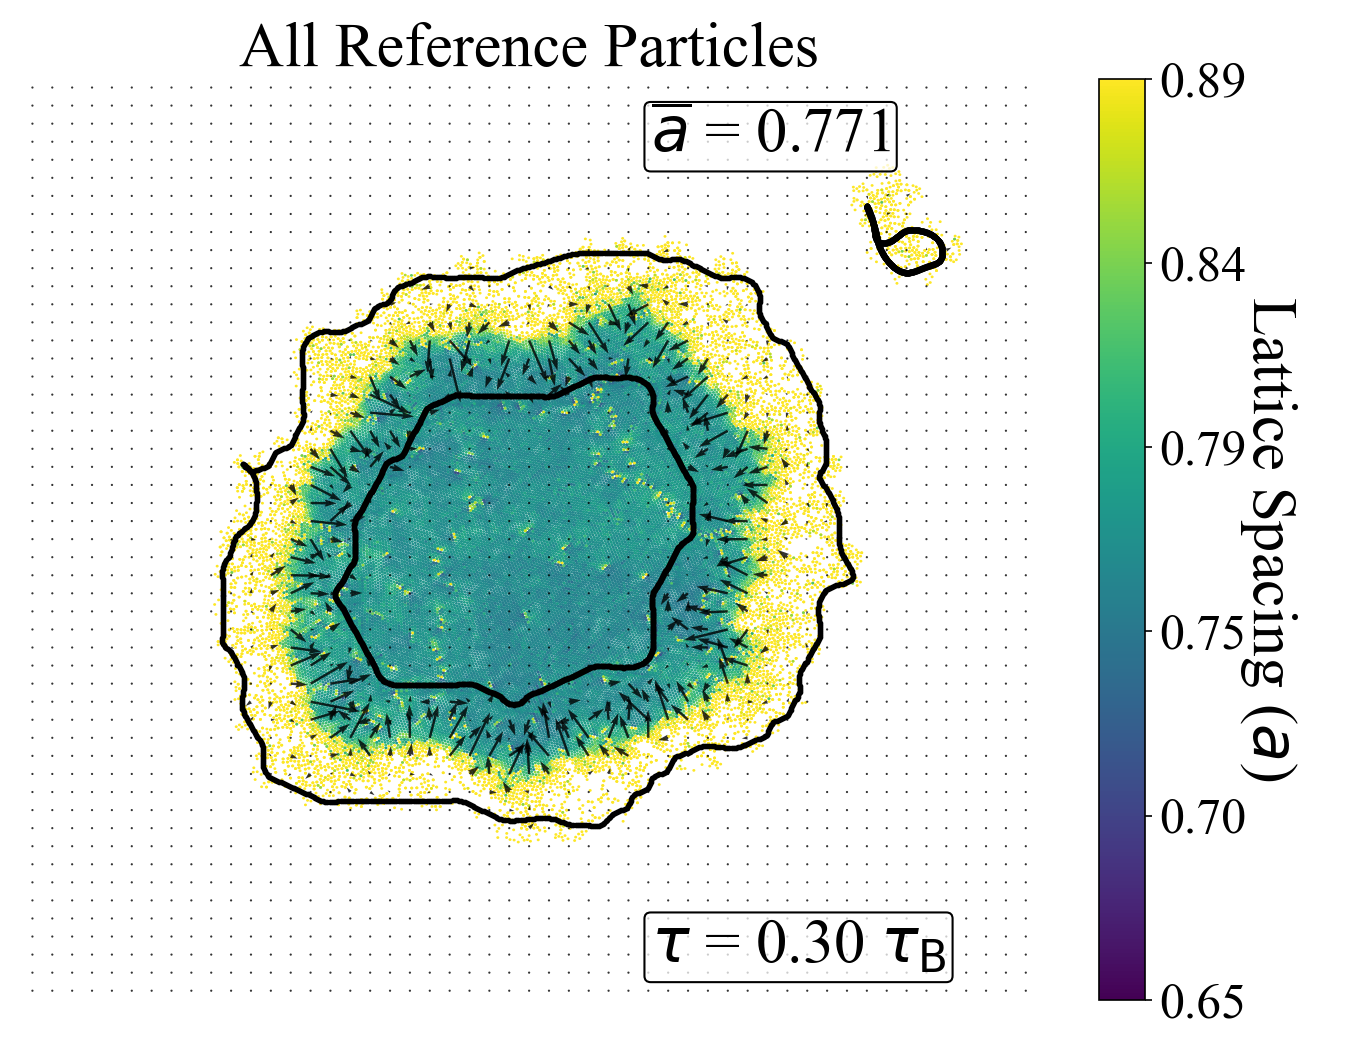 All Reference Particles
a̅ = 0.771
τ = 0.30 τB
0.89
0.84
0.79
0.75
0.70
0.65
Lattice Spacing (a)